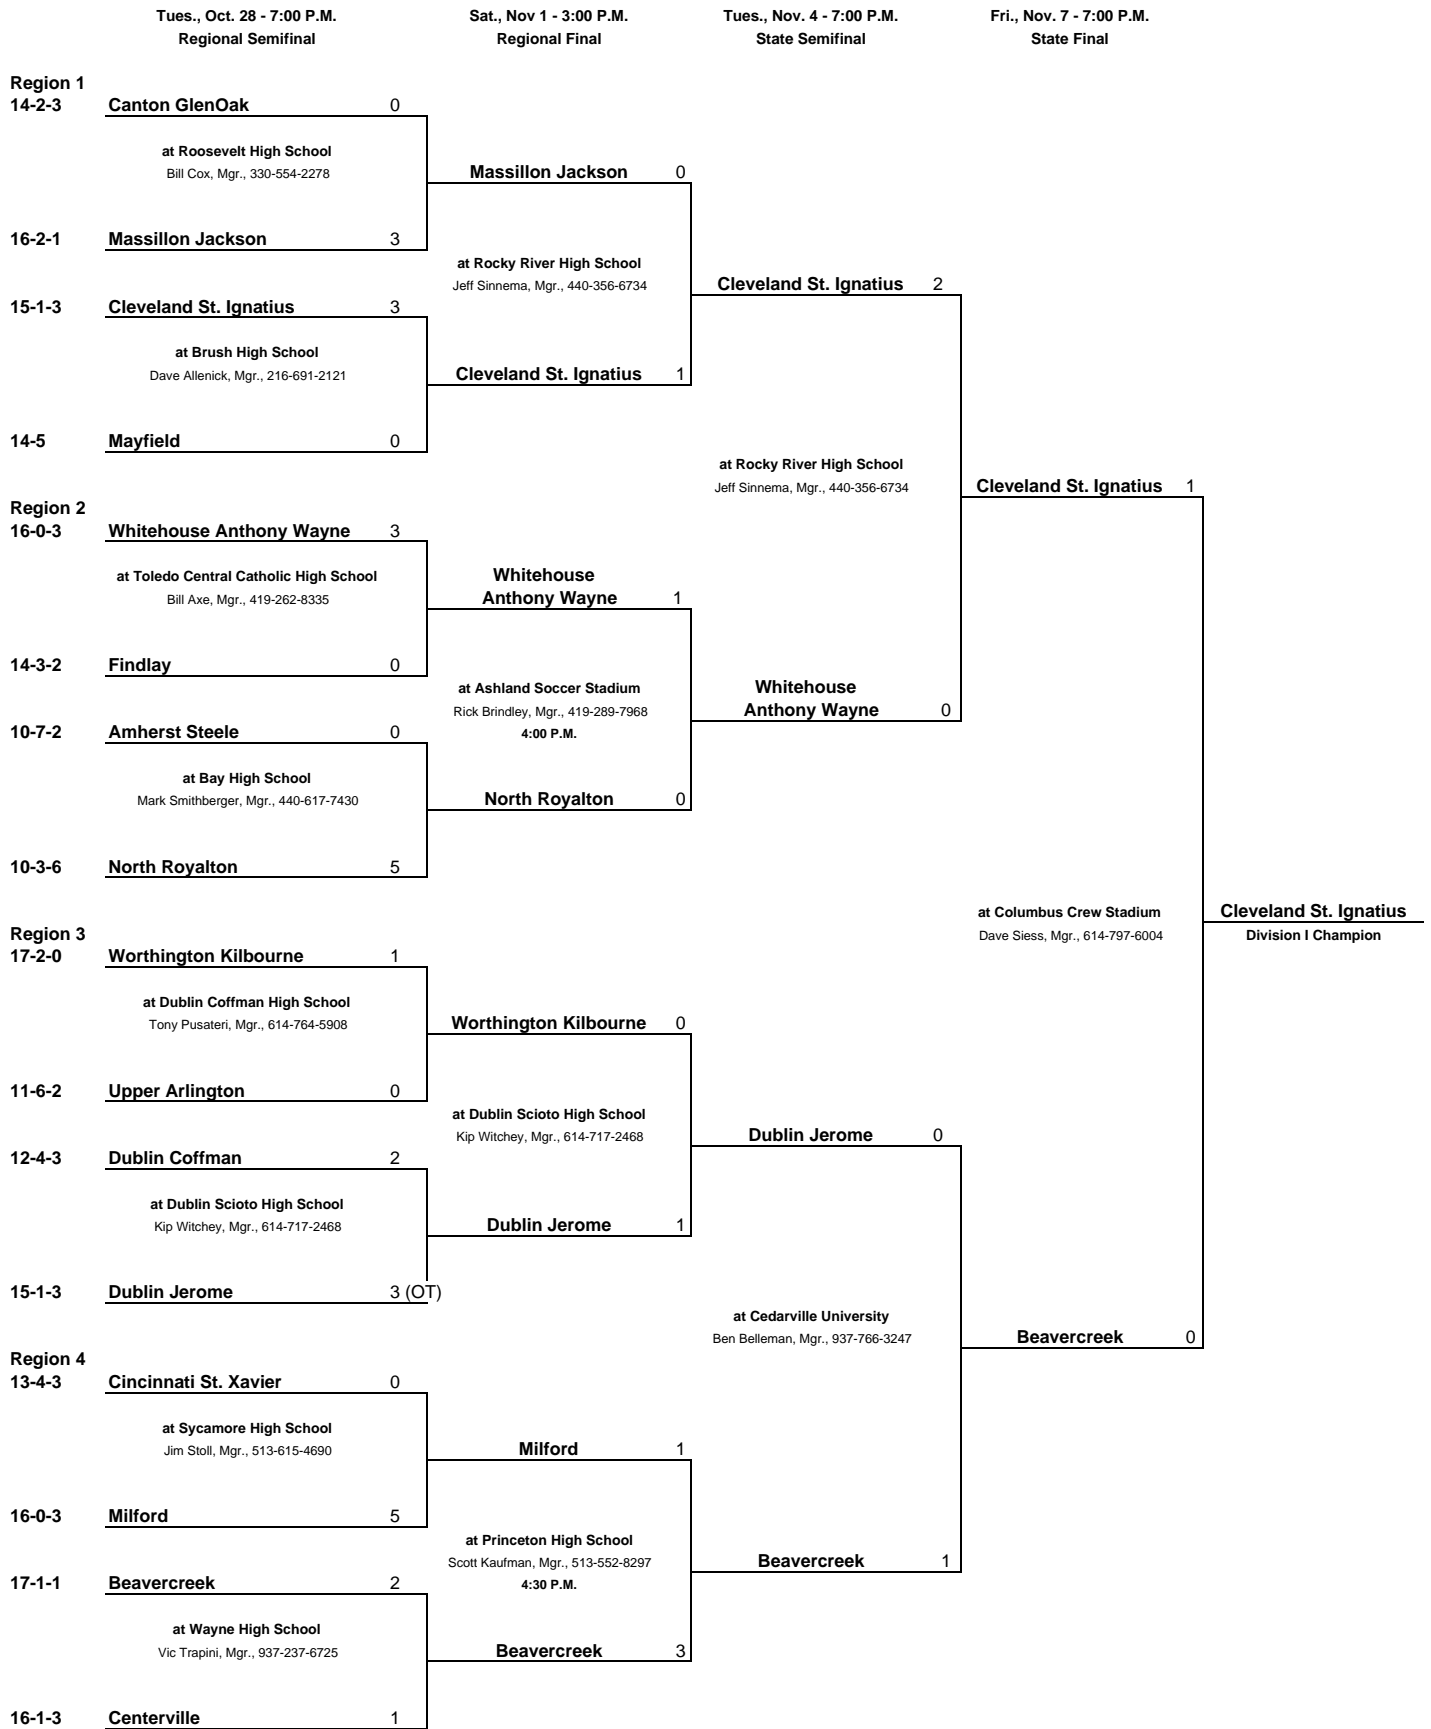 Tues., Oct. 28 - 7:00 P.M.
Regional Semifinal
Sat., Nov 1 - 3:00 P.M.
Regional Final
Tues., Nov. 4 - 7:00 P.M.
State Semifinal
Fri., Nov. 7 - 7:00 P.M.
State Final
Region 1
14-2-3 Canton GlenOak 0
at Roosevelt High School
Bill Cox, Mgr., 330-554-2278
Massillon Jackson 0
16-2-1 Massillon Jackson 3
at Rocky River High School
Jeff Sinnema, Mgr., 440-356-6734
Cleveland St. Ignatius 2
15-1-3 Cleveland St. Ignatius 3
at Brush High School
Dave Allenick, Mgr., 216-691-2121
Cleveland St. Ignatius 1
14-5 Mayfield 0
at Rocky River High School
Jeff Sinnema, Mgr., 440-356-6734
Cleveland St. Ignatius 1
Region 2
16-0-3 Whitehouse Anthony Wayne 3
at Toledo Central Catholic High School
Bill Axe, Mgr., 419-262-8335
Whitehouse
Anthony Wayne 1
14-3-2 Findlay 0
at Ashland Soccer Stadium
Rick Brindley, Mgr., 419-289-7968
4:00 P.M.
Whitehouse
Anthony Wayne 0
10-7-2 Amherst Steele 0
at Bay High School
Mark Smithberger, Mgr., 440-617-7430
North Royalton 0
10-3-6 North Royalton 5
at Columbus Crew Stadium
Dave Siess, Mgr., 614-797-6004
Cleveland St. Ignatius
Division I Champion
Region 3
17-2-0 Worthington Kilbourne 1
at Dublin Coffman High School
Tony Pusateri, Mgr., 614-764-5908
Worthington Kilbourne 0
11-6-2 Upper Arlington 0
at Dublin Scioto High School
Kip Witchey, Mgr., 614-717-2468
Dublin Jerome 0
12-4-3 Dublin Coffman 2
at Dublin Scioto High School
Kip Witchey, Mgr., 614-717-2468
Dublin Jerome 1
15-1-3 Dublin Jerome 3 (OT)
at Cedarville University
Ben Belleman, Mgr., 937-766-3247
Beavercreek 0
Region 4
13-4-3 Cincinnati St. Xavier 0
at Sycamore High School
Jim Stoll, Mgr., 513-615-4690
Milford 1
16-0-3 Milford 5
at Princeton High School
Scott Kaufman, Mgr., 513-552-8297
4:30 P.M.
Beavercreek 1
17-1-1 Beavercreek 2
at Wayne High School
Vic Trapini, Mgr., 937-237-6725
Beavercreek 3
16-1-3 Centerville 1